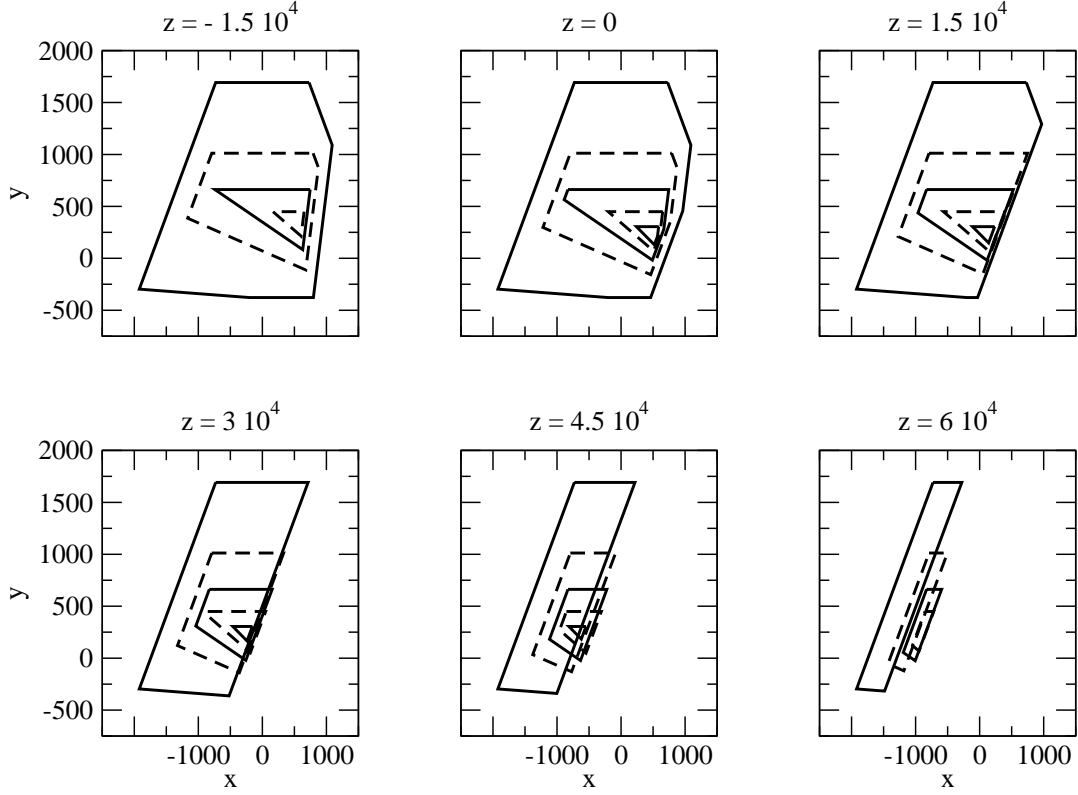 z = - 1.5 10^4
z = 0
z = 1.5 10^4
2000
1500
1000
500
0
-500
y
z = 3 10^4
z = 4.5 10^4
z = 6 10^4
2000
1500
1000
500
0
-500
y
-1000 0 1000
-1000 0 1000
-1000 0 1000
x
x
x